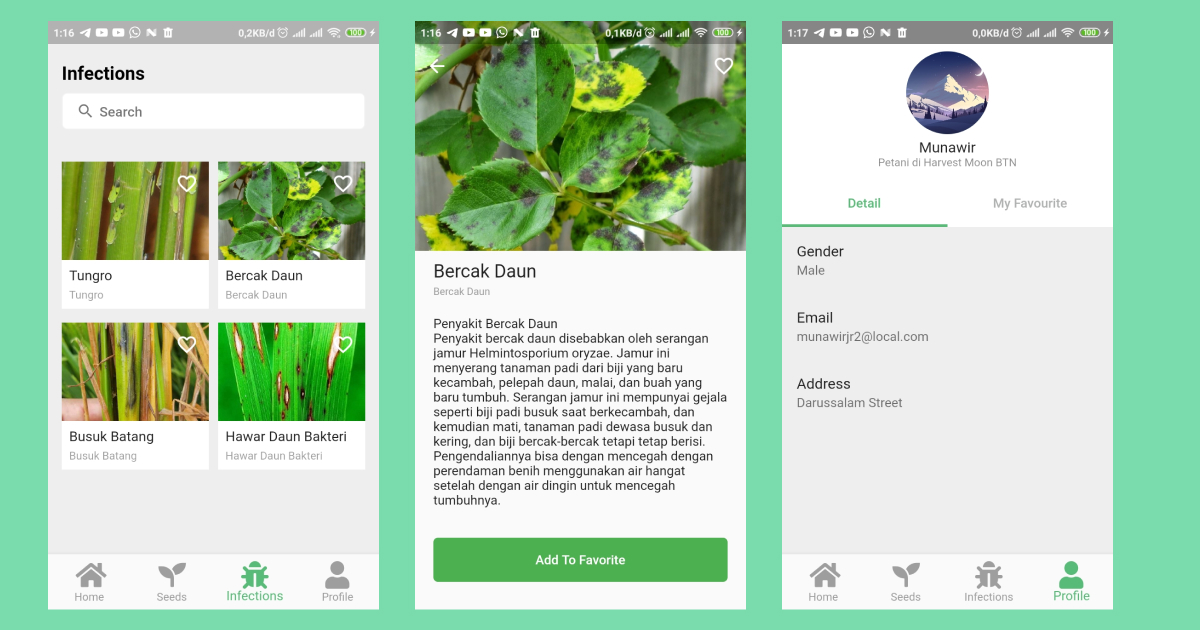 1:16 0,2KB/d 100
Infections
Search
Tungro
Tungro
Bercak Daun
Bercak Daun
Busuk Batang
Busuk Batang
Hawar Daun Bakteri
Hawar Daun Bakteri
Home Seeds Infections Profile
1:16 0,1KB/d 100
Bercak Daun
Bercak Daun
Penyakit Bercak Daun
Penyakit bercak daun disebabkan oleh serangan
jamur Helmintosporium oryzae. Jamur ini
menyerang tanaman padi dari biji yang baru
kecambah, pelepah daun, malai, dan buah yang
baru tumbuh. Serangan jamur ini mempunyai gejala
seperti biji padi busuk saat berkecambah, dan
kemudian mati, tanaman padi dewasa busuk dan
kering, dan biji bercak-bercak tetapi tetap berisi.
Pengendaliannya bisa dengan mencegah dengan
perendaman benih menggunakan air hangat
setelah dengan air dingin untuk mencegah
tumbuhnya.
Add To Favorite
1:17 0,0KB/d 100
Munawir
Petani di Harvest Moon BTN
Detail My Favourite
Gender
Male
Email
munawirjr2@local.com
Address
Darussalam Street
Home Seeds Infections Profile